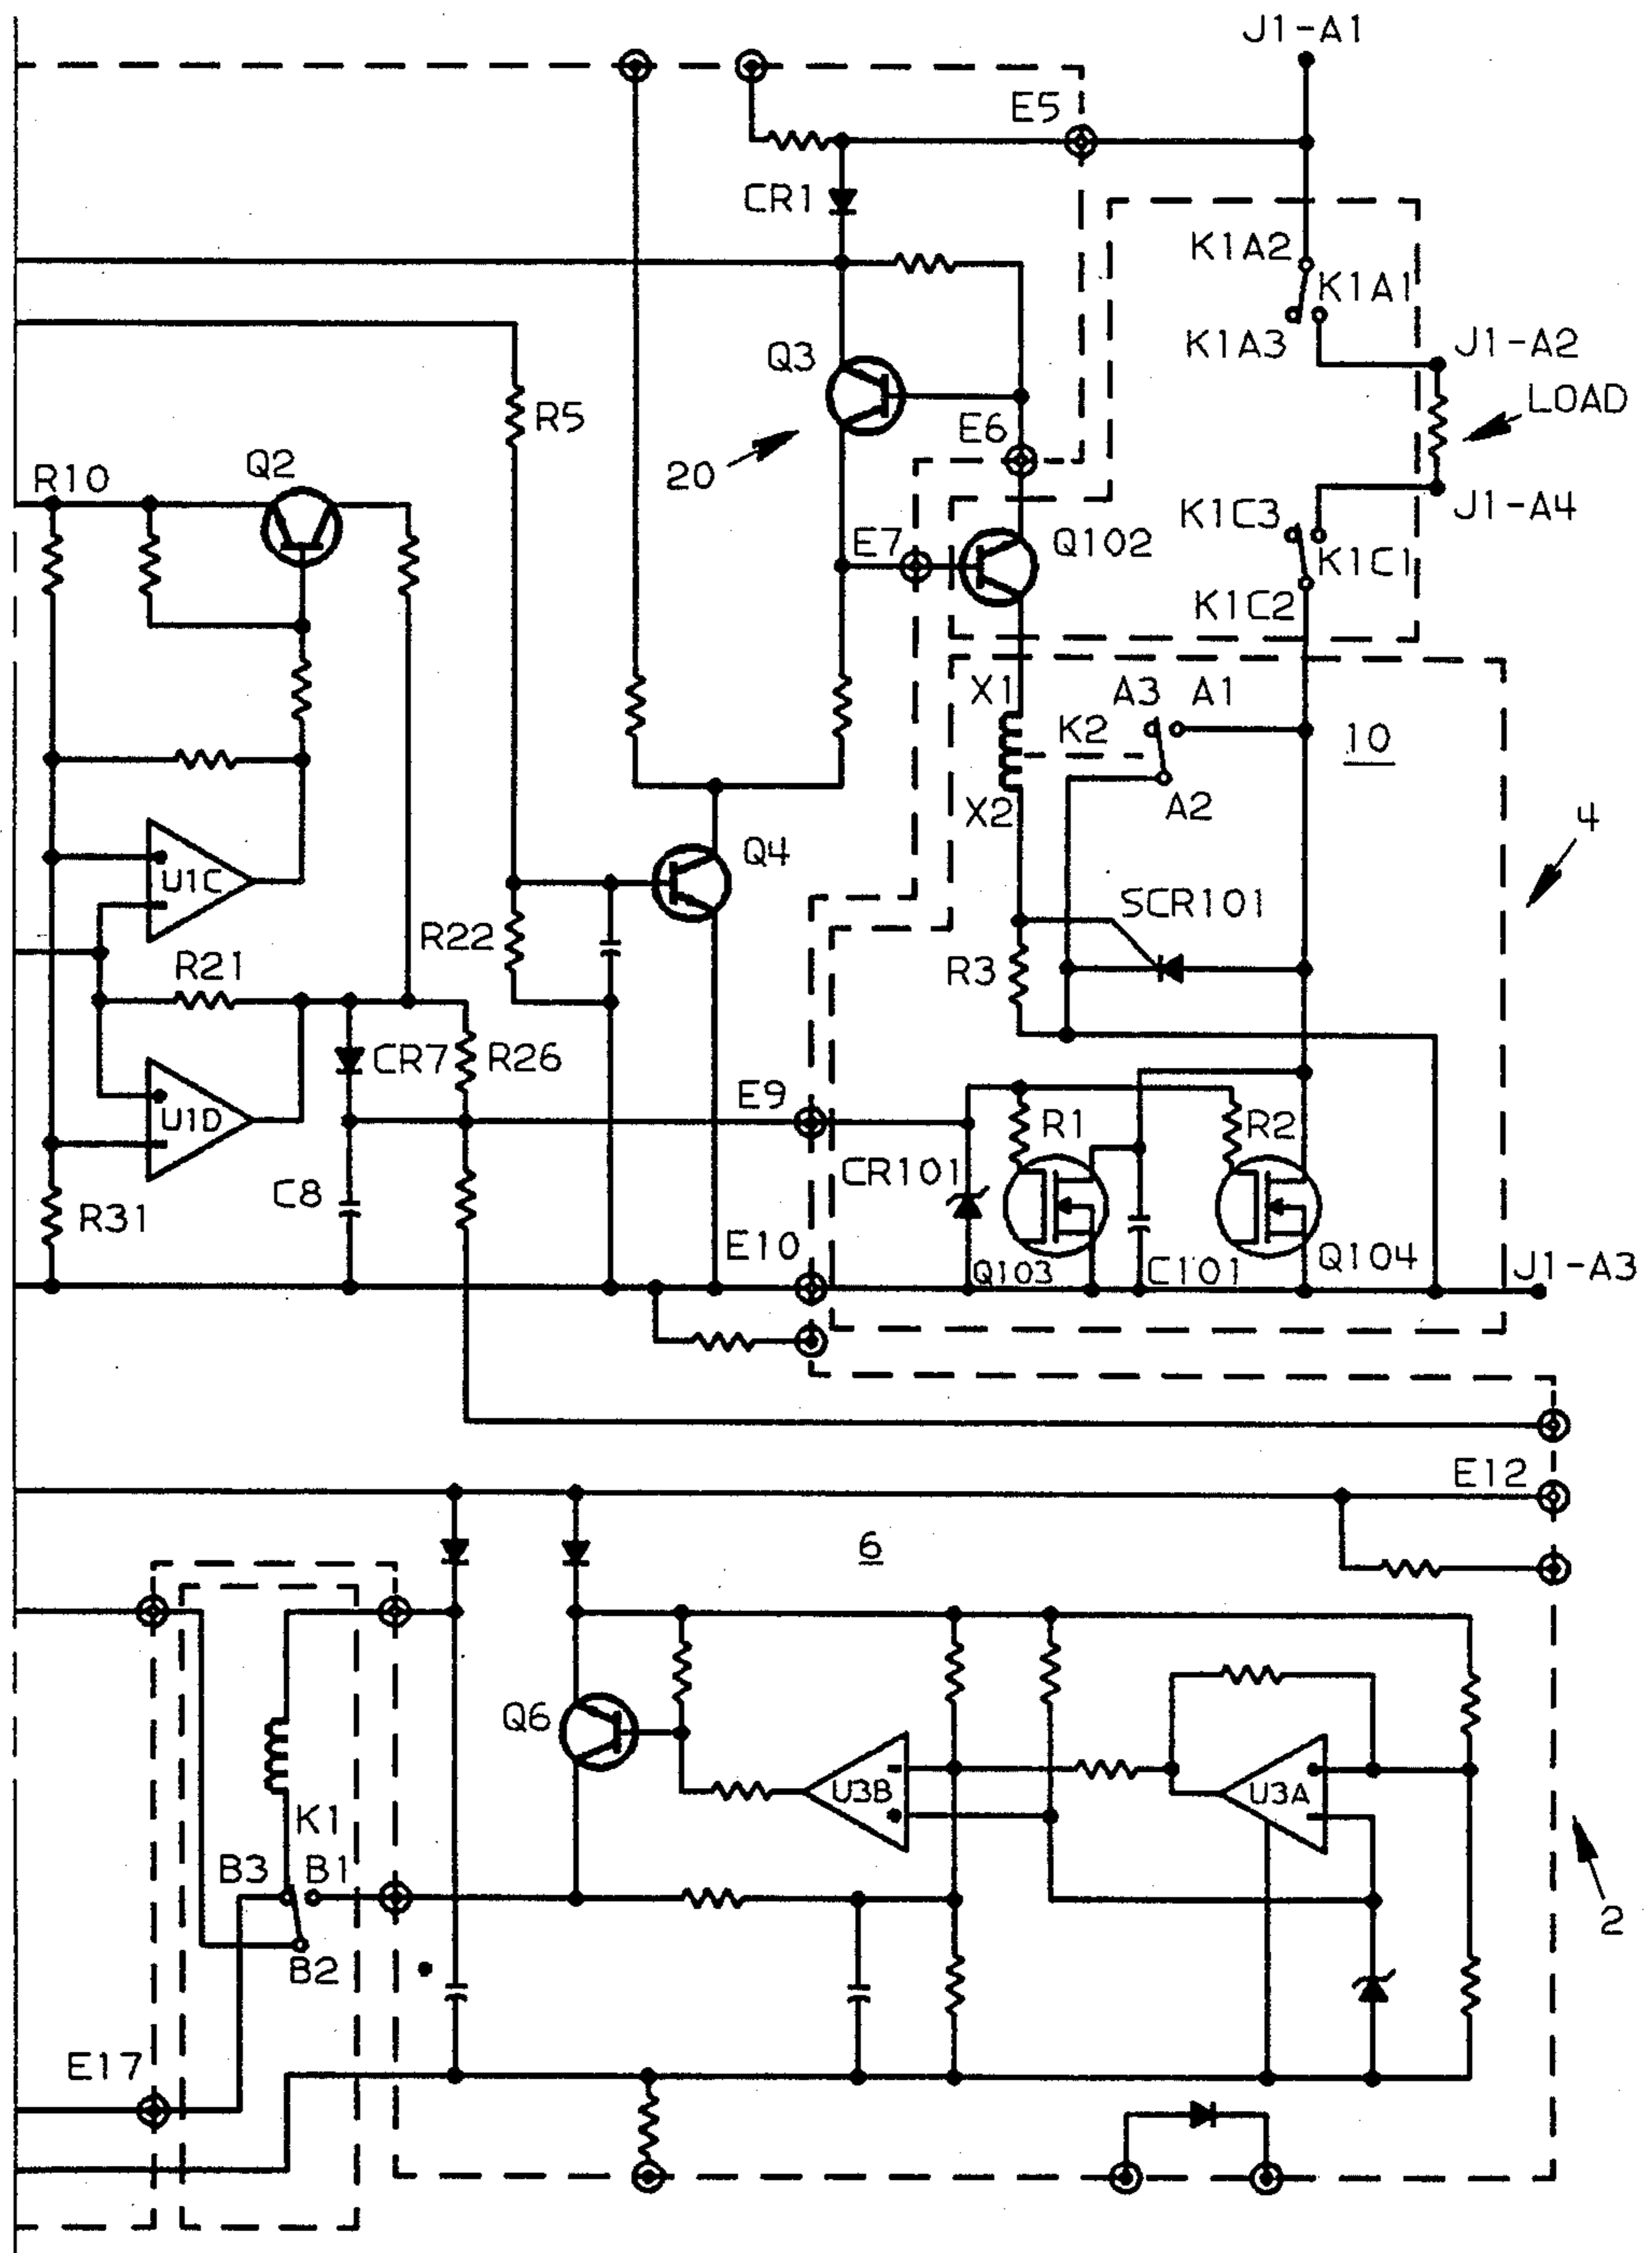 J1-A1
E5
CR1
K1A2
K1A1
K1A3
Q3
J1-A2
R5
LOAD
E6
20
R10
Q2
K1C3
J1-A4
E7
Q102
K1C1
K1C2
X1
A3
A1
K2
10
X2
A2
4
Q4
U1C
SCR101
R22
R21
R3
CR7
R26
E9
U1D
R1
R2
CR101
C8
R31
E10
Q103
C101
Q104
J1-A3
E12
6
Q6
U3B
U3A
K1
B3
B1
2
B2
E17